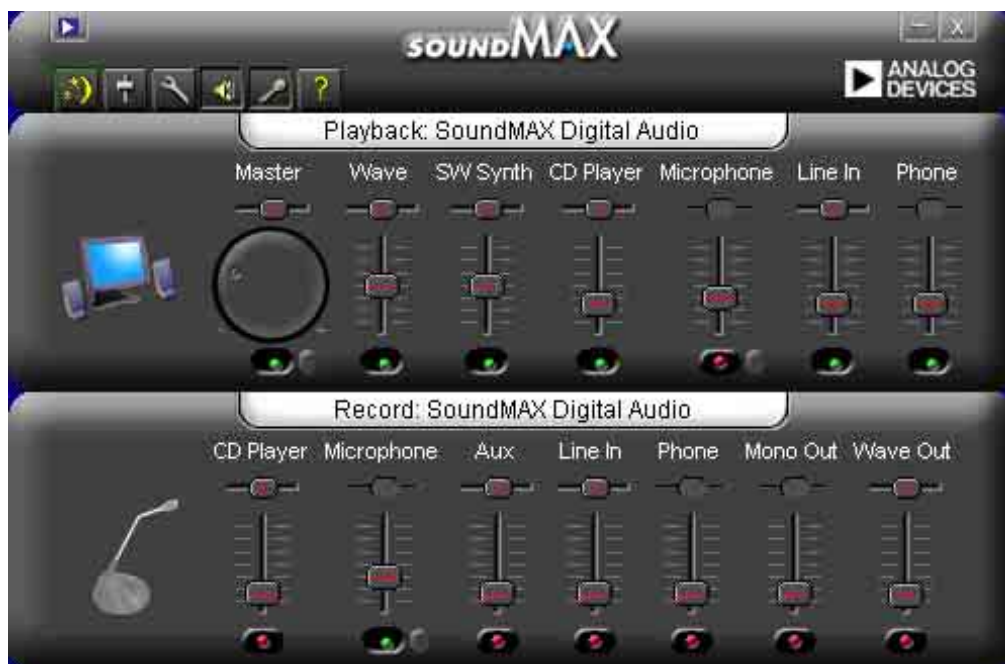 SOUNDMAX
ANALOG
DEVICES
Playback: SoundMAX Digital Audio
Master Wave SW Synth CD Player Microphone Line In Phone
Record: SoundMAX Digital Audio
CD Player Microphone Aux Line In Phone Mono Out Wave Out